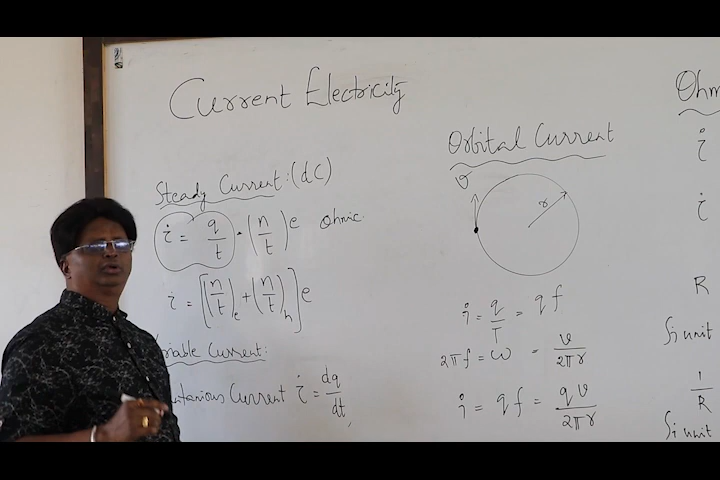 Current Electricity
Steady Current: (dC)
i = q/t · (n/t) e Ohmic
i = [(n/t)e + (n/t)h] e
riable Current:
ntanious Current i = dq/dt
Orbital Current
v
r
i = q/T = qf
2πf = ω = v/2πr
i = qf = qv/2πr
Ohm
i
i
R
Si unit
1/R
Si unit